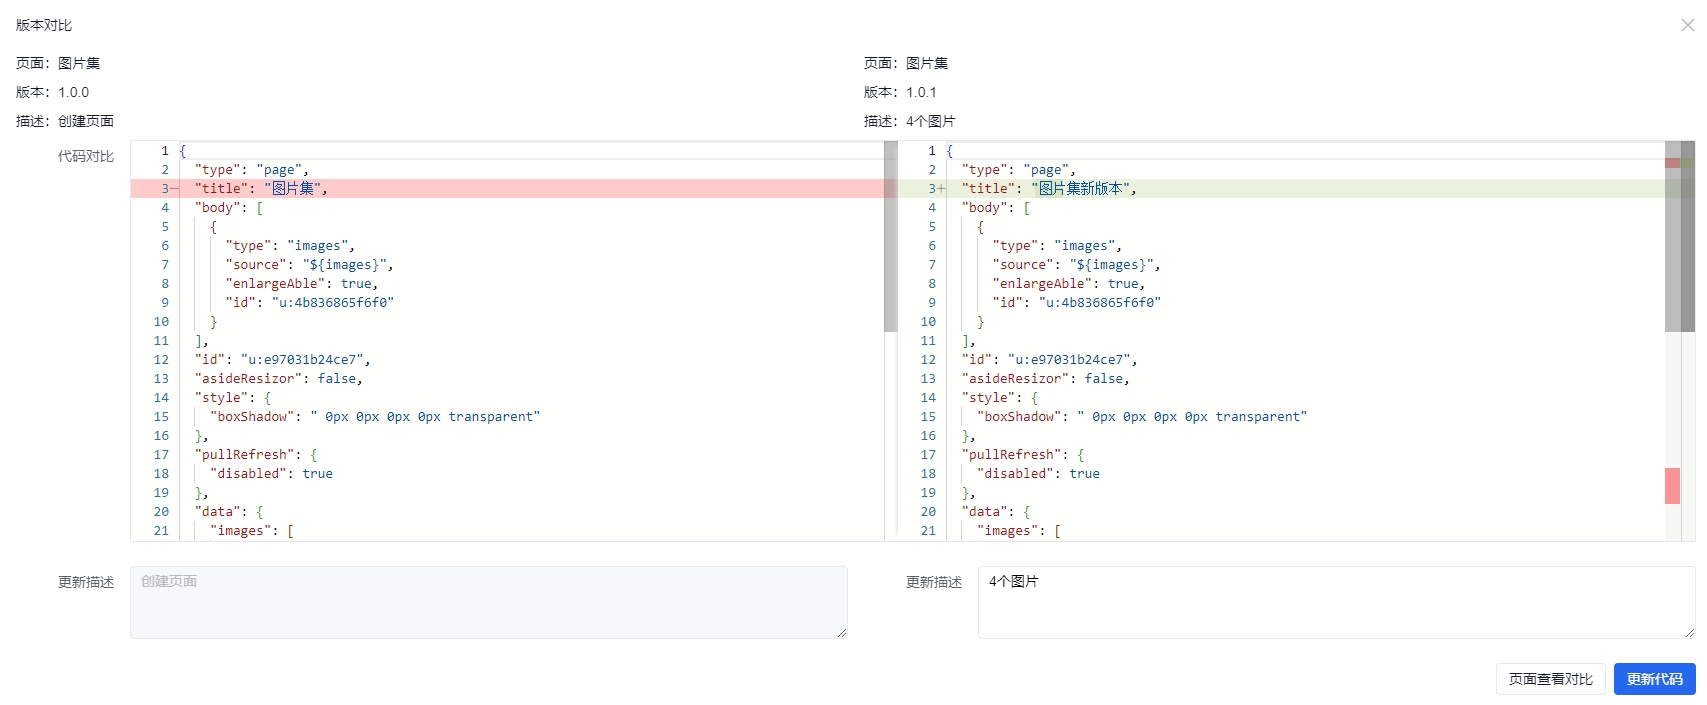 版本对比
页面：图片集
版本：1.0.0
描述：创建页面
页面：图片集
版本：1.0.1
描述：4个图片
代码对比
1 {
2 "type": "page",
3- "title": "图片集",
4 "body": [
5 {
6 "type": "images",
7 "source": "${images}",
8 "enlargeAble": true,
9 "id": "u:4b836865f6f0"
10 }
11 ],
12 "id": "u:e97031b24ce7",
13 "asideResizor": false,
14 "style": {
15 "boxShadow": " 0px 0px 0px 0px transparent"
16 },
17 "pullRefresh": {
18 "disabled": true
19 },
20 "data": {
21 "images": [
1 {
2 "type": "page",
3+ "title": "图片集新版本",
4 "body": [
5 {
6 "type": "images",
7 "source": "${images}",
8 "enlargeAble": true,
9 "id": "u:4b836865f6f0"
10 }
11 ],
12 "id": "u:e97031b24ce7",
13 "asideResizor": false,
14 "style": {
15 "boxShadow": " 0px 0px 0px 0px transparent"
16 },
17 "pullRefresh": {
18 "disabled": true
19 },
20 "data": {
21 "images": [
更新描述
创建页面
更新描述
4个图片
页面查看对比
更新代码